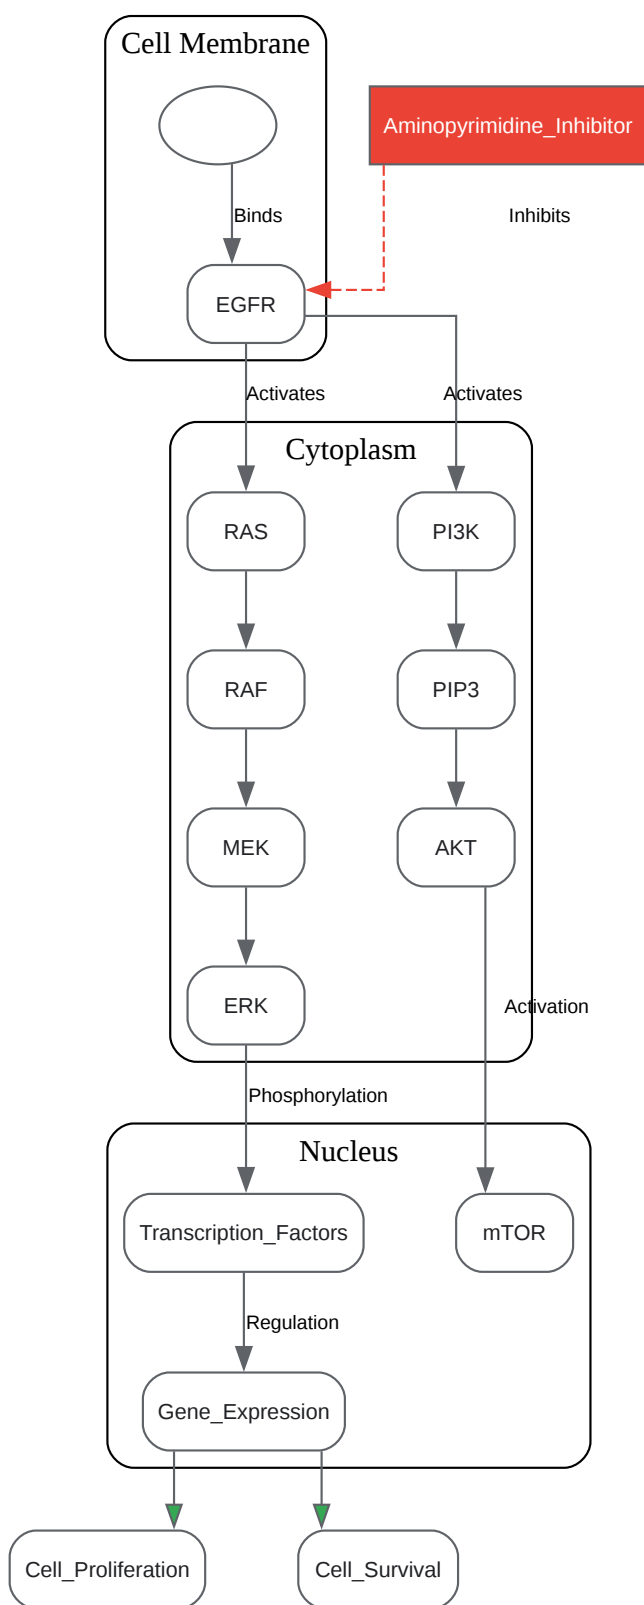 Cell Membrane
Aminopyrimidine_Inhibitor
Binds
Inhibits
EGFR
Activates
Activates
Cytoplasm
RAS
PI3K
RAF
PIP3
MEK
AKT
ERK
Activation
Phosphorylation
Nucleus
Transcription_Factors
mTOR
Regulation
Gene_Expression
Cell_Proliferation
Cell_Survival